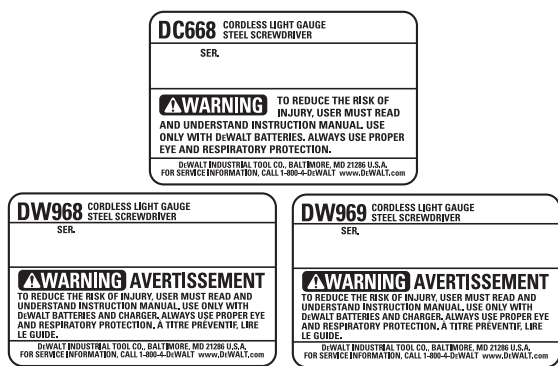 DC668 CORDLESS LIGHT GAUGE
STEEL SCREWDRIVER
SER.
WARNING TO REDUCE THE RISK OF
INJURY, USER MUST READ
AND UNDERSTAND INSTRUCTION MANUAL. USE
ONLY WITH DEWALT BATTERIES. ALWAYS USE PROPER
EYE AND RESPIRATORY PROTECTION.
DEWALT INDUSTRIAL TOOL CO., BALTIMORE, MD 21286 U.S.A.
FOR SERVICE INFORMATION, CALL 1-800-4-DEWALT www.DEWALT.com
DW968 CORDLESS LIGHT GAUGE
STEEL SCREWDRIVER
SER.
WARNING AVERTISSEMENT
TO REDUCE THE RISK OF INJURY, USER MUST READ AND
UNDERSTAND INSTRUCTION MANUAL. USE ONLY WITH
DEWALT BATTERIES AND CHARGER. ALWAYS USE PROPER EYE
AND RESPIRATORY PROTECTION. À TITRE PRÉVENTIF, LIRE
LE GUIDE.
DEWALT INDUSTRIAL TOOL CO., BALTIMORE, MD 21286 U.S.A.
FOR SERVICE INFORMATION, CALL 1-800-4-DEWALT www.DEWALT.com
DW969 CORDLESS LIGHT GAUGE
STEEL SCREWDRIVER
SER.
WARNING AVERTISSEMENT
TO REDUCE THE RISK OF INJURY, USER MUST READ AND
UNDERSTAND INSTRUCTION MANUAL. USE ONLY WITH
DEWALT BATTERIES AND CHARGER. ALWAYS USE PROPER EYE
AND RESPIRATORY PROTECTION. À TITRE PRÉVENTIF, LIRE
LE GUIDE.
DEWALT INDUSTRIAL TOOL CO., BALTIMORE, MD 21286 U.S.A.
FOR SERVICE INFORMATION, CALL 1-800-4-DEWALT www.DEWALT.com